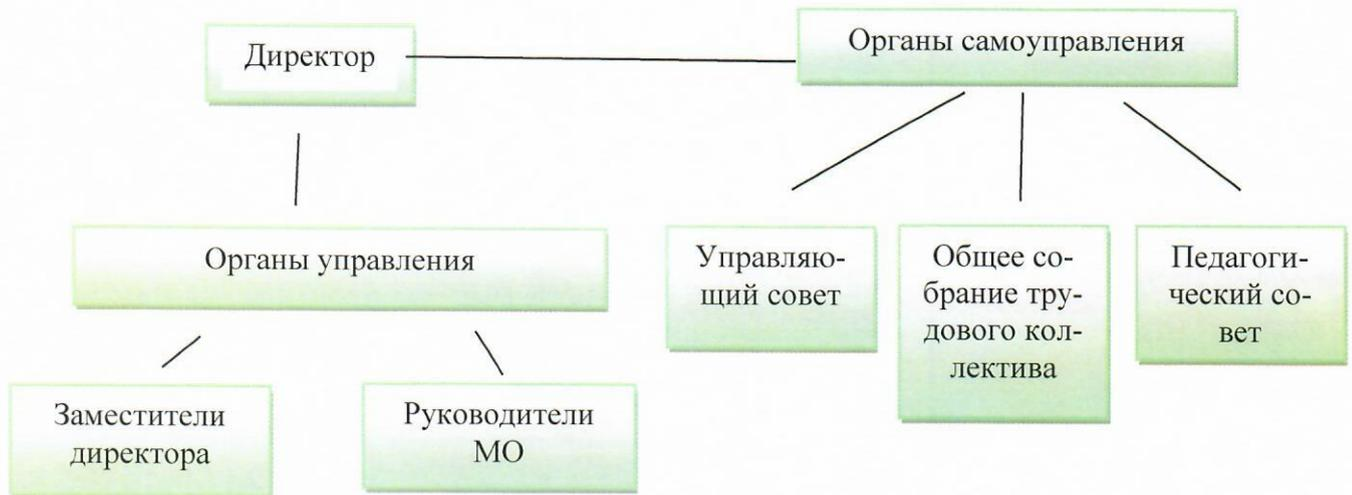 Директор
Органы самоуправления
Органы управления
Управляю-
щий совет
Общее со-
брание тру-
дового кол-
лектива
Педагоги-
ческий со-
вет
Заместители
директора
Руководители
МО